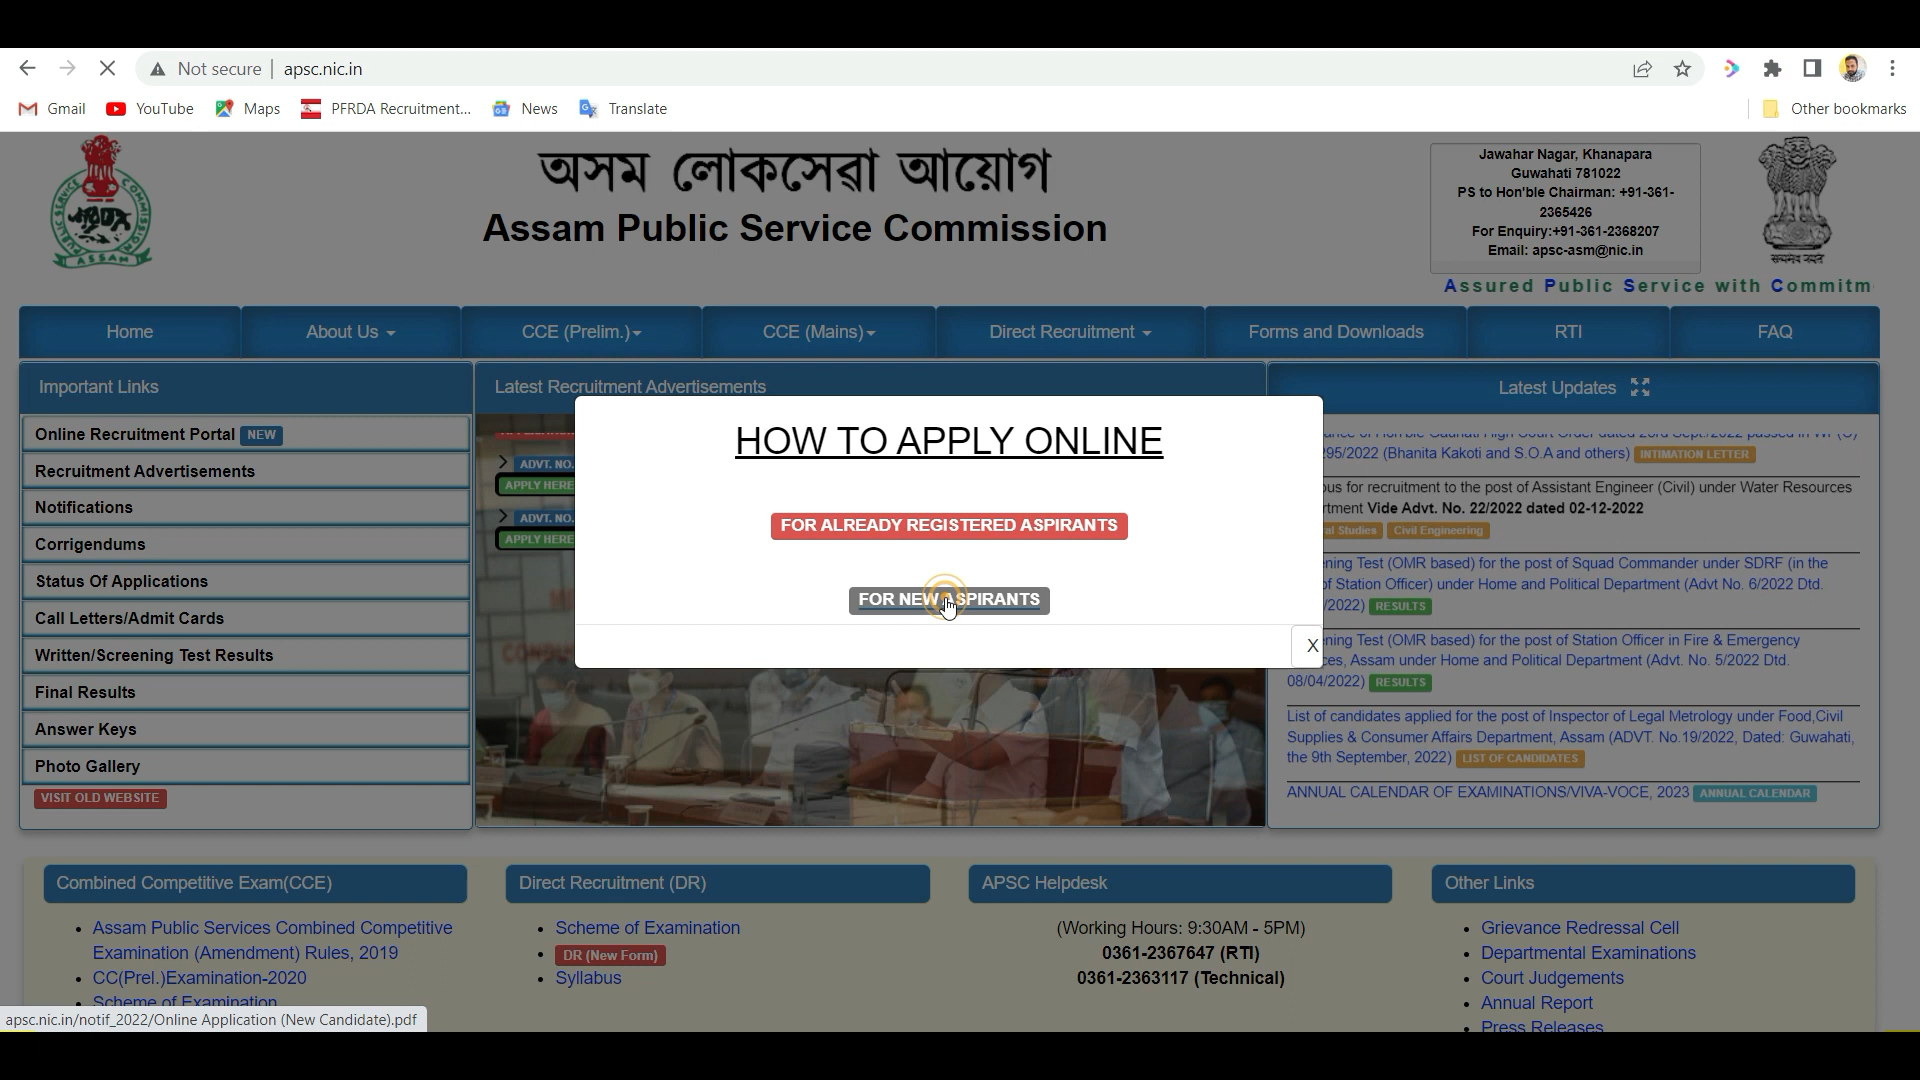 Not secure | apsc.nic.in
Gmail YouTube Maps PFRDA Recruitment... News Translate Other bookmarks
PUBLIC SERVICE COMMISSION
ASSAM
অসম লোকসেৱা আয়োগ
Assam Public Service Commission
Jawahar Nagar, Khanapara
Guwahati 781022
PS to Hon'ble Chairman: +91-361-
2365426
For Enquiry:+91-361-2368207
Email: apsc-asm@nic.in
सत्यमेव जयते
Assured Public Service with Commitm
Home About Us CCE (Prelim.) CCE (Mains) Direct Recruitment Forms and Downloads RTI FAQ
Important Links
Online Recruitment Portal NEW
Recruitment Advertisements
Notifications
Corrigendums
Status Of Applications
Call Letters/Admit Cards
Written/Screening Test Results
Final Results
Answer Keys
Photo Gallery
VISIT OLD WEBSITE
Latest Recruitment Advertisements
ADVT. NO.
APPLY HERE
ADVT. NO.
APPLY HERE
HOW TO APPLY ONLINE
FOR ALREADY REGISTERED ASPIRANTS
FOR NEW ASPIRANTS
X
Latest Updates
295/2022 (Bhanita Kakoti and S.O.A and others) INTIMATION LETTER
bus for recruitment to the post of Assistant Engineer (Civil) under Water Resources
rtment Vide Advt. No. 22/2022 dated 02-12-2022
al Studies Civil Engineering
ning Test (OMR based) for the post of Squad Commander under SDRF (in the
of Station Officer) under Home and Political Department (Advt No. 6/2022 Dtd.
/2022) RESULTS
ning Test (OMR based) for the post of Station Officer in Fire & Emergency
ces, Assam under Home and Political Department (Advt. No. 5/2022 Dtd.
08/04/2022) RESULTS
List of candidates applied for the post of Inspector of Legal Metrology under Food,Civil
Supplies & Consumer Affairs Department, Assam (ADVT. No.19/2022, Dated: Guwahati,
the 9th September, 2022) LIST OF CANDIDATES
ANNUAL CALENDAR OF EXAMINATIONS/VIVA-VOCE, 2023 ANNUAL CALENDAR
Combined Competitive Exam(CCE)
Assam Public Services Combined Competitive
Examination (Amendment) Rules, 2019
CC(Prel.)Examination-2020
Scheme of Examination
Direct Recruitment (DR)
Scheme of Examination
DR (New Form)
Syllabus
APSC Helpdesk
(Working Hours: 9:30AM - 5PM)
0361-2367647 (RTI)
0361-2363117 (Technical)
Other Links
Grievance Redressal Cell
Departmental Examinations
Court Judgements
Annual Report
Press Releases
apsc.nic.in/notif_2022/Online Application (New Candidate).pdf